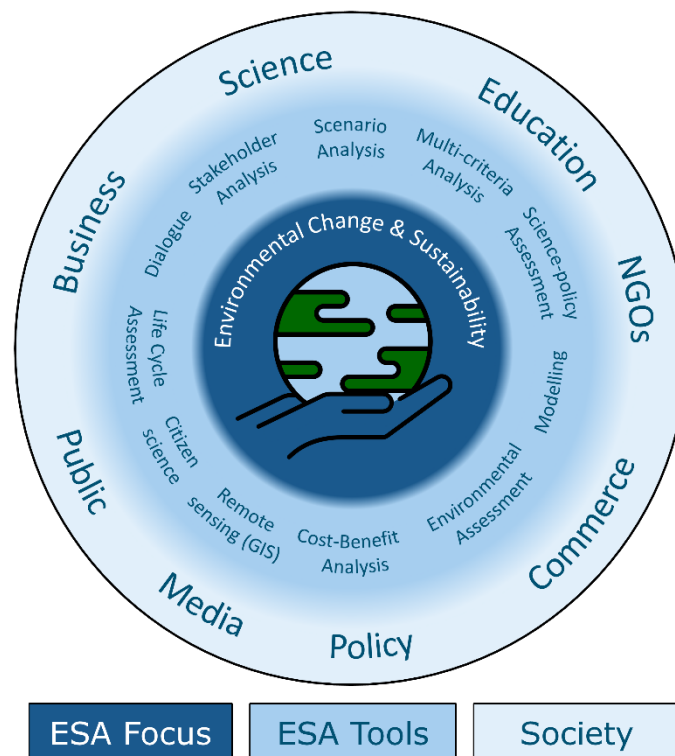 Science
Education
NGOs
Commerce
Policy
Media
Public
Business
Scenario
Analysis
Multi-criteria
Analysis
Science-policy
Assessment
Modelling
Environmental
Assessment
Cost-Benefit
Analysis
Remote
sensing (GIS)
Citizen
science
Life Cycle
Assessment
Dialogue
Stakeholder
Analysis
Environmental Change & Sustainability
ESA Focus
ESA Tools
Society